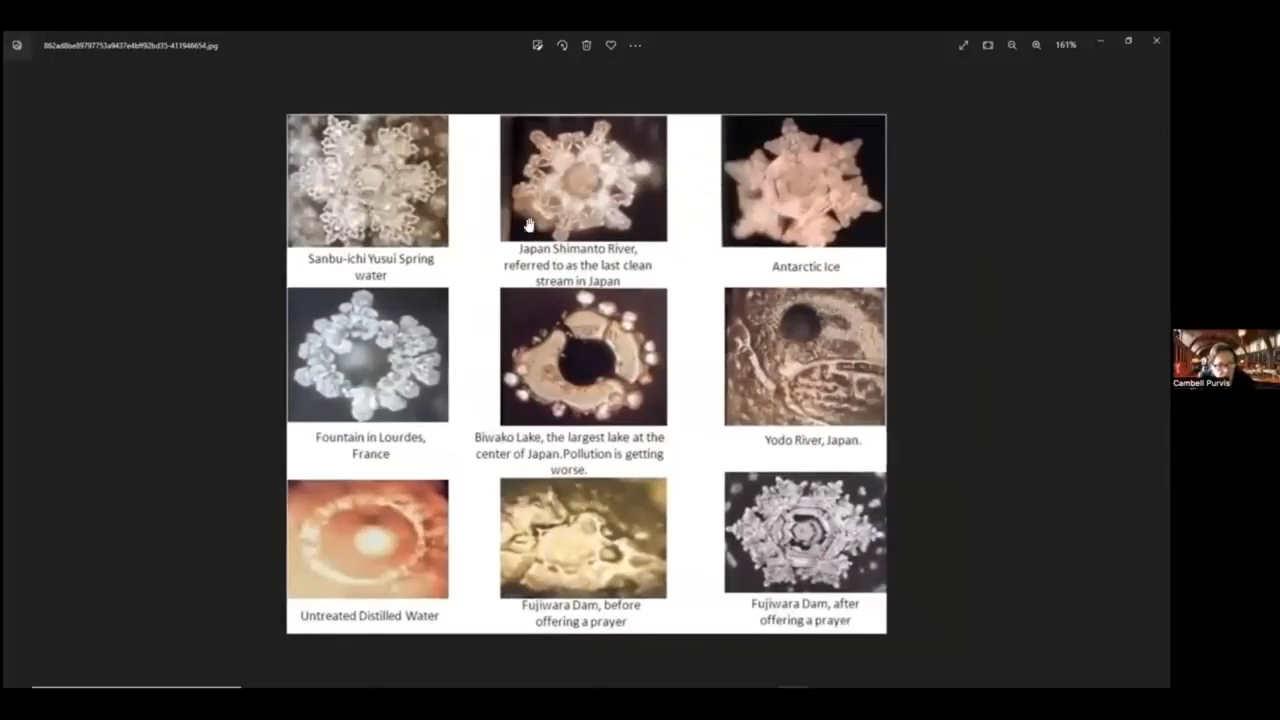 161%
Sanbu-ichi Yusui Spring
water
Japan Shimanto River,
referred to as the last clean
stream in Japan
Antarctic Ice
Fountain in Lourdes,
France
Biwako Lake, the largest lake at the
center of Japan.Pollution is getting
worse.
Yodo River, Japan.
Untreated Distilled Water
Fujiwara Dam, before
offering a prayer
Fujiwara Dam, after
offering a prayer
Cambell Purvis